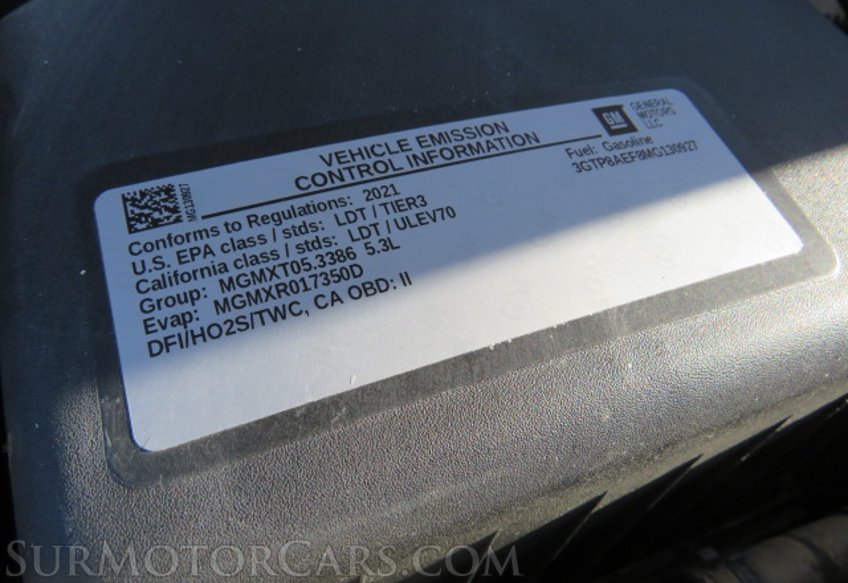 MG130927
VEHICLE EMISSION
CONTROL INFORMATION
GM
GENERAL
MOTORS
LLC
Fuel: Gasoline
3GTP8AEF8MG130927
Conforms to Regulations: 2021
U.S. EPA class / stds: LDT / TIER3
California class / stds: LDT / ULEV70
Group: MGMXT05.3386 5.3L
Evap: MGMXR017350D
DFI/HO2S/TWC, CA OBD: II
SurMotorCars.com